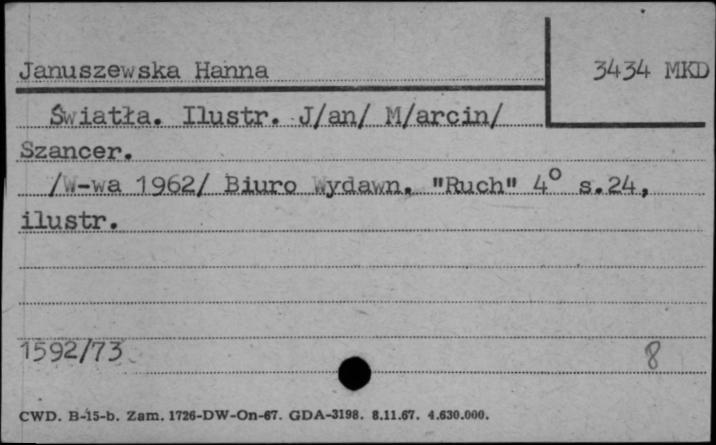 Januszewska Hanna
3434 MKD
Światła. Ilustr. J/an/ M/arcin/
Szancer.
/W-wa 1962/ Biuro Wydawn. "Ruch" 4° s.24,
ilustr.
1592/73
8
CWD. B-15-b. Zam. 1726-DW-On-67. GDA-3198. 8.11.67. 4.630.000.